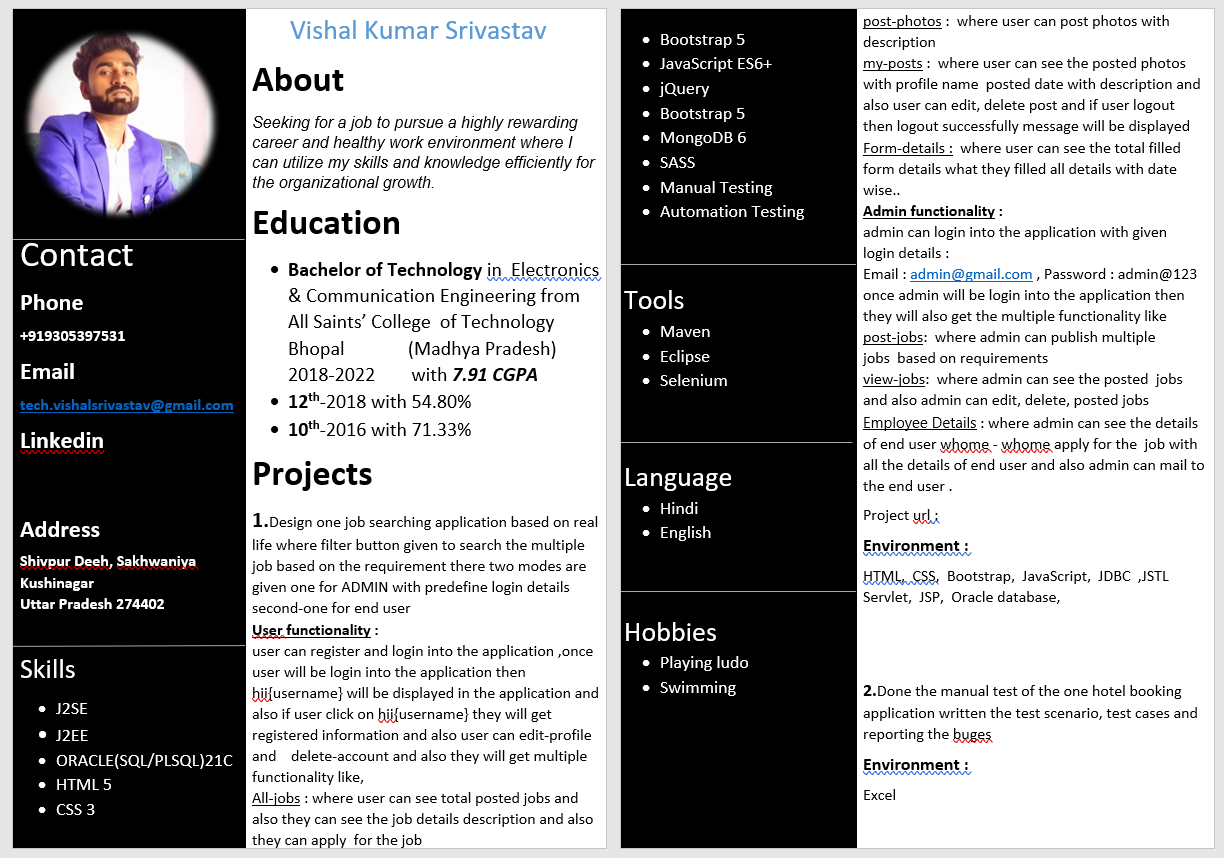 Vishal Kumar Srivastav
Contact
Phone
+919305397531
Email
tech.vishalsrivastav@gmail.com
Linkedin
Address
Shivpur Deeh, Sakhwaniya
Kushinagar
Uttar Pradesh 274402
Skills
J2SE
J2EE
ORACLE(SQL/PLSQL)21C
HTML 5
CSS 3
About
Seeking for a job to pursue a highly rewarding
career and healthy work environment where I
can utilize my skills and knowledge efficiently for
the organizational growth.
Education
Bachelor of Technology in Electronics
& Communication Engineering from
All Saints’ College of Technology
Bhopal (Madhya Pradesh)
2018-2022 with 7.91 CGPA
12th-2018 with 54.80%
10th-2016 with 71.33%
Projects
1.Design one job searching application based on real
life where filter button given to search the multiple
job based on the requirement there two modes are
given one for ADMIN with predefine login details
second-one for end user
User functionality :
user can register and login into the application ,once
user will be login into the application then
hii{username} will be displayed in the application and
also if user click on hii{username} they will get
registered information and also user can edit-profile
and delete-account and also they will get multiple
functionality like,
All-jobs : where user can see total posted jobs and
also they can see the job details description and also
they can apply for the job
Bootstrap 5
JavaScript ES6+
jQuery
Bootstrap 5
MongoDB 6
SASS
Manual Testing
Automation Testing
Tools
Maven
Eclipse
Selenium
Language
Hindi
English
Hobbies
Playing ludo
Swimming
post-photos : where user can post photos with
description
my-posts : where user can see the posted photos
with profile name posted date with description and
also user can edit, delete post and if user logout
then logout successfully message will be displayed
Form-details : where user can see the total filled
form details what they filled all details with date
wise..
Admin functionality :
admin can login into the application with given
login details :
Email : admin@gmail.com , Password : admin@123
once admin will be login into the application then
they will also get the multiple functionality like
post-jobs: where admin can publish multiple
jobs based on requirements
view-jobs: where admin can see the posted jobs
and also admin can edit, delete, posted jobs
Employee Details : where admin can see the details
of end user whome - whome apply for the job with
all the details of end user and also admin can mail to
the end user .
Project url :
Environment :
HTML, CSS, Bootstrap, JavaScript, JDBC ,JSTL
Servlet, JSP, Oracle database,
2.Done the manual test of the one hotel booking
application written the test scenario, test cases and
reporting the buges
Environment :
Excel